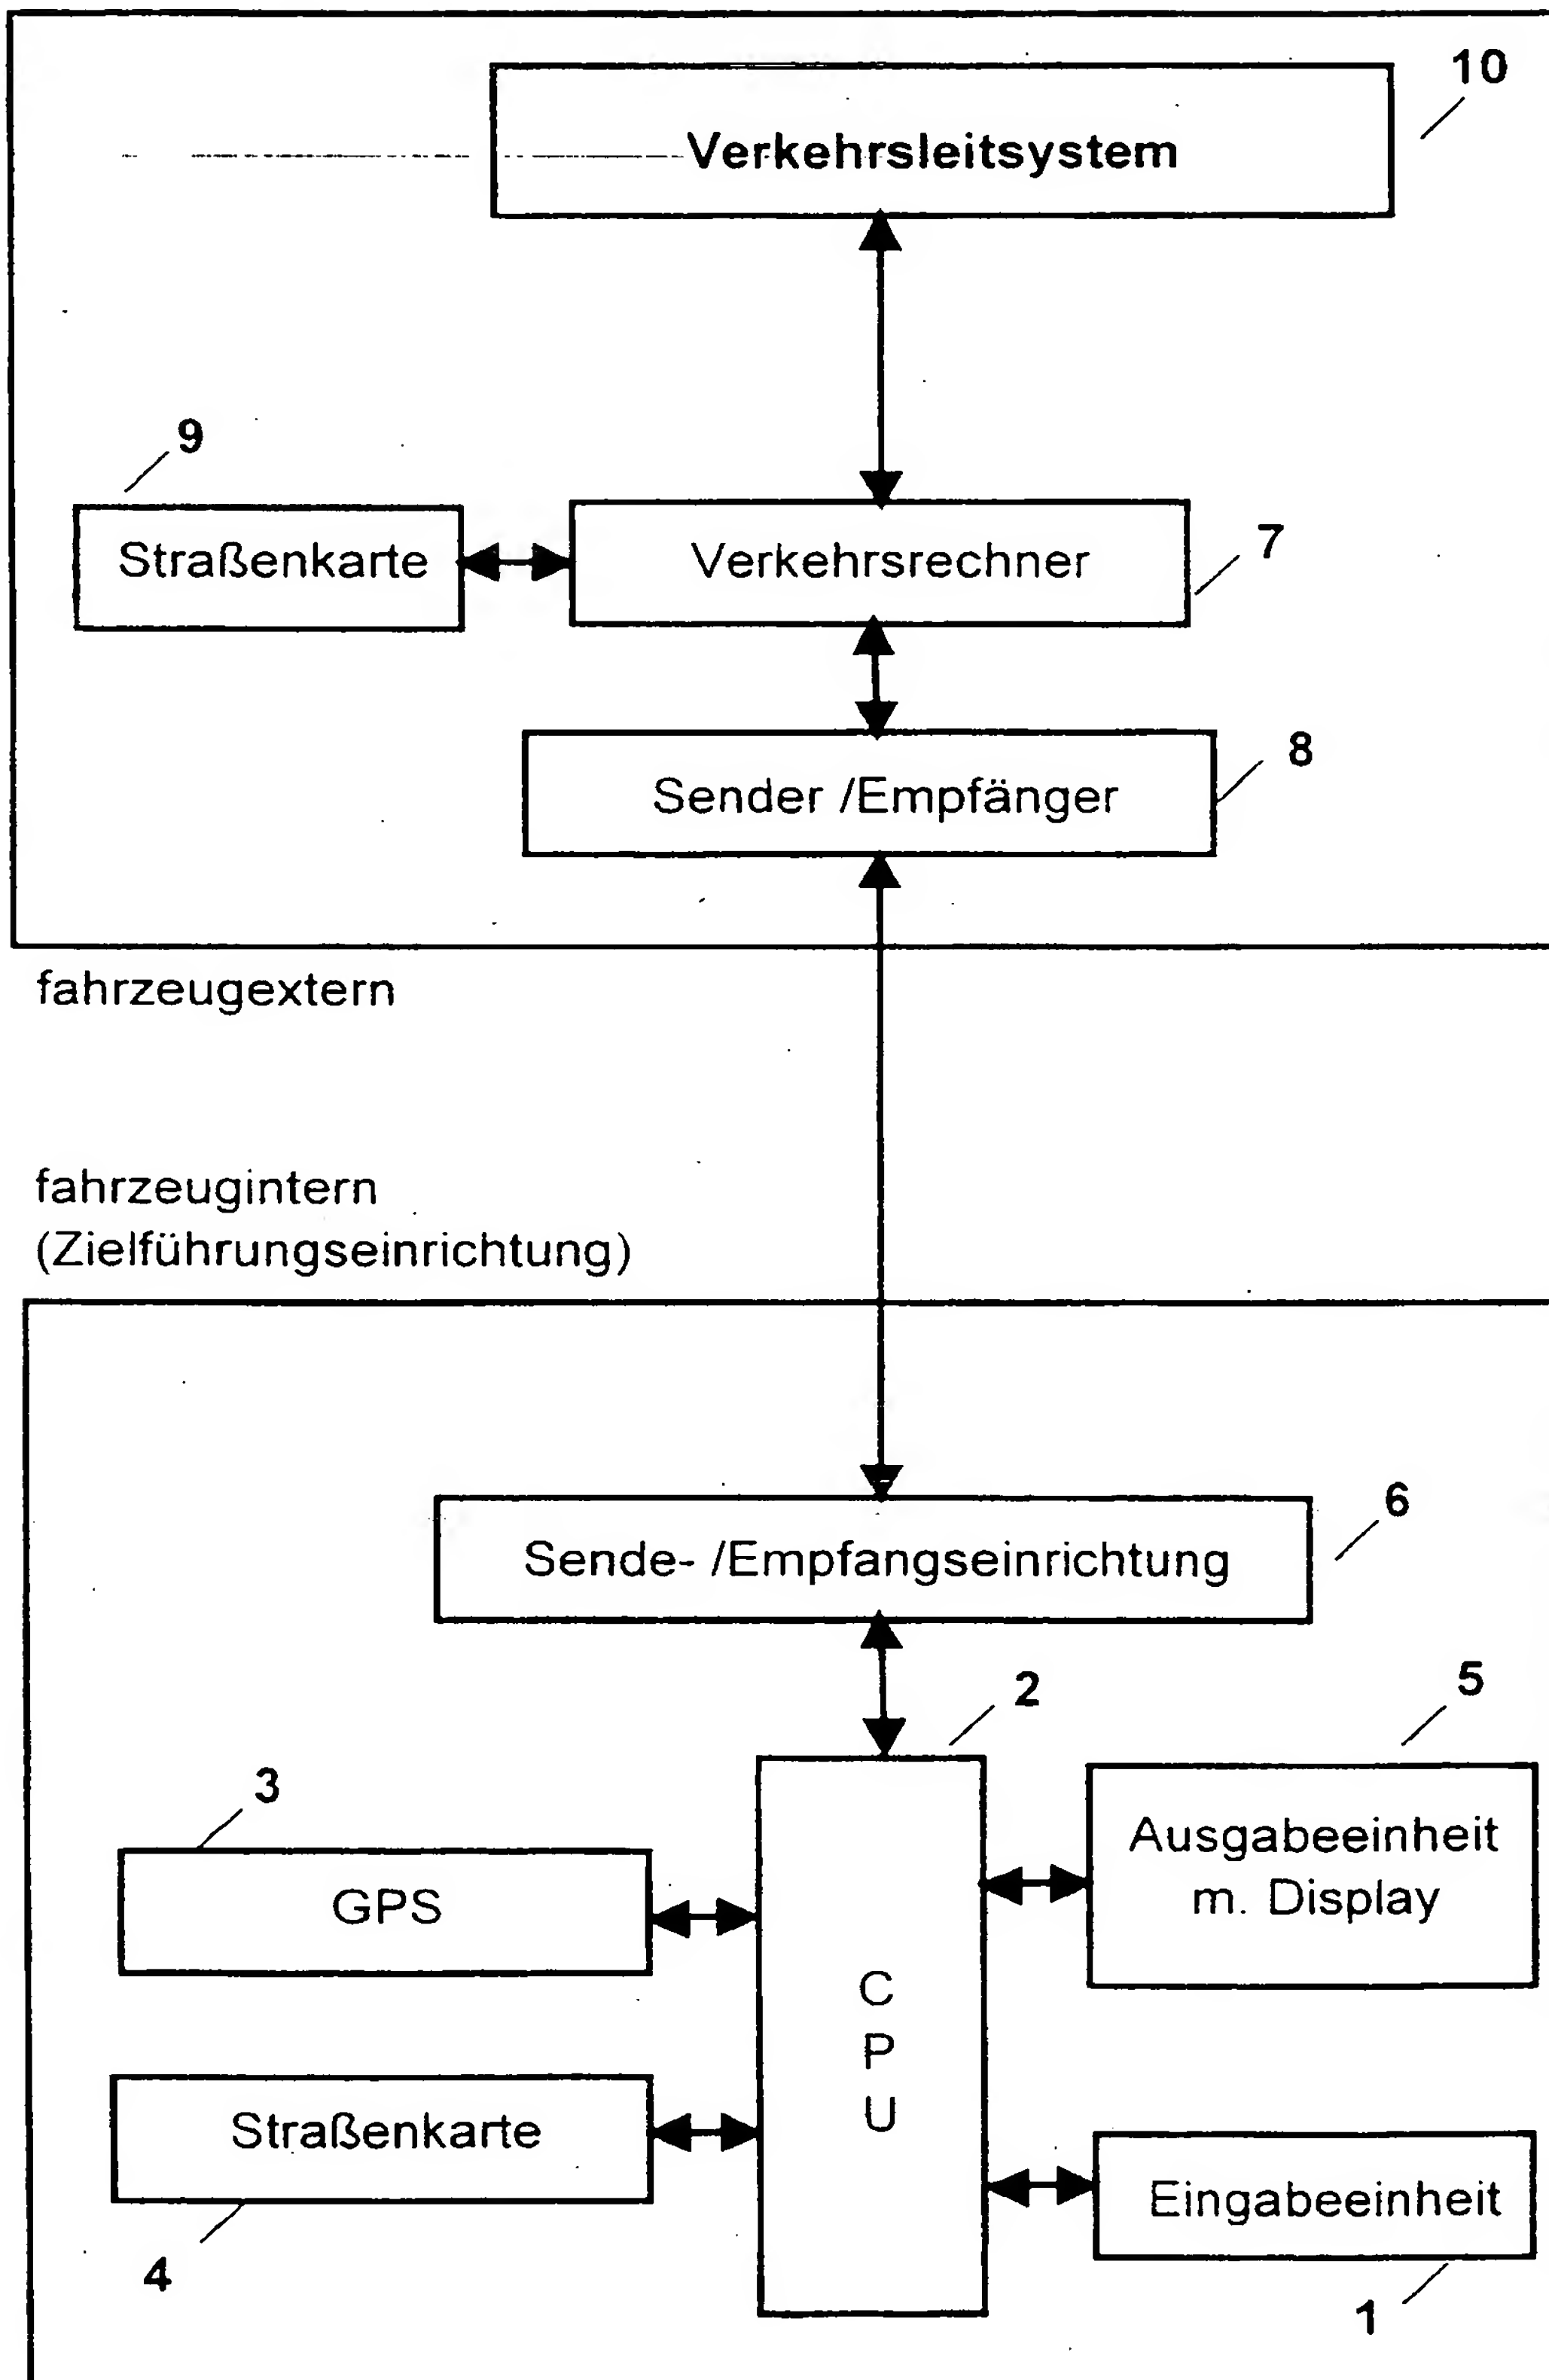 10
Verkehrsleitsystem
9
Straßenkarte
Verkehrsrechner
7
8
Sender /Empfänger
fahrzeugextern
fahrzeugintern
(Zielführungseinrichtung)
6
Sende- /Empfangseinrichtung
2
5
3
Ausgabeeinheit
m. Display
GPS
C
P
U
Straßenkarte
Eingabeeinheit
4
1